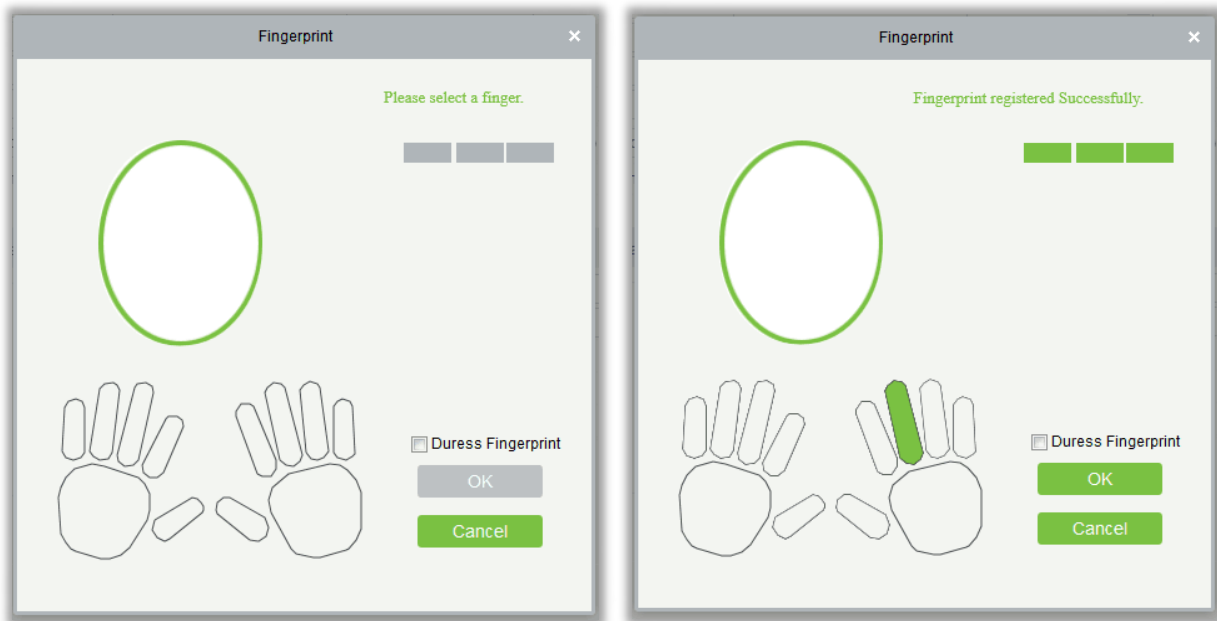 Fingerprint
×
Please select a finger.
Duress Fingerprint
OK
Cancel
Fingerprint
×
Fingerprint registered Successfully.
Duress Fingerprint
OK
Cancel